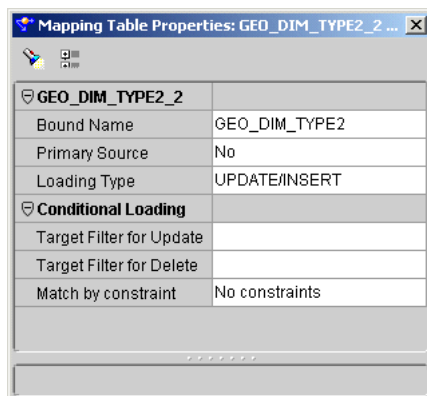 Mapping Table Properties: GEO_DIM_TYPE2_2 ...
GEO_DIM_TYPE2_2
Bound Name GEO_DIM_TYPE2
Primary Source No
Loading Type UPDATE/INSERT
Conditional Loading
Target Filter for Update
Target Filter for Delete
Match by constraint No constraints